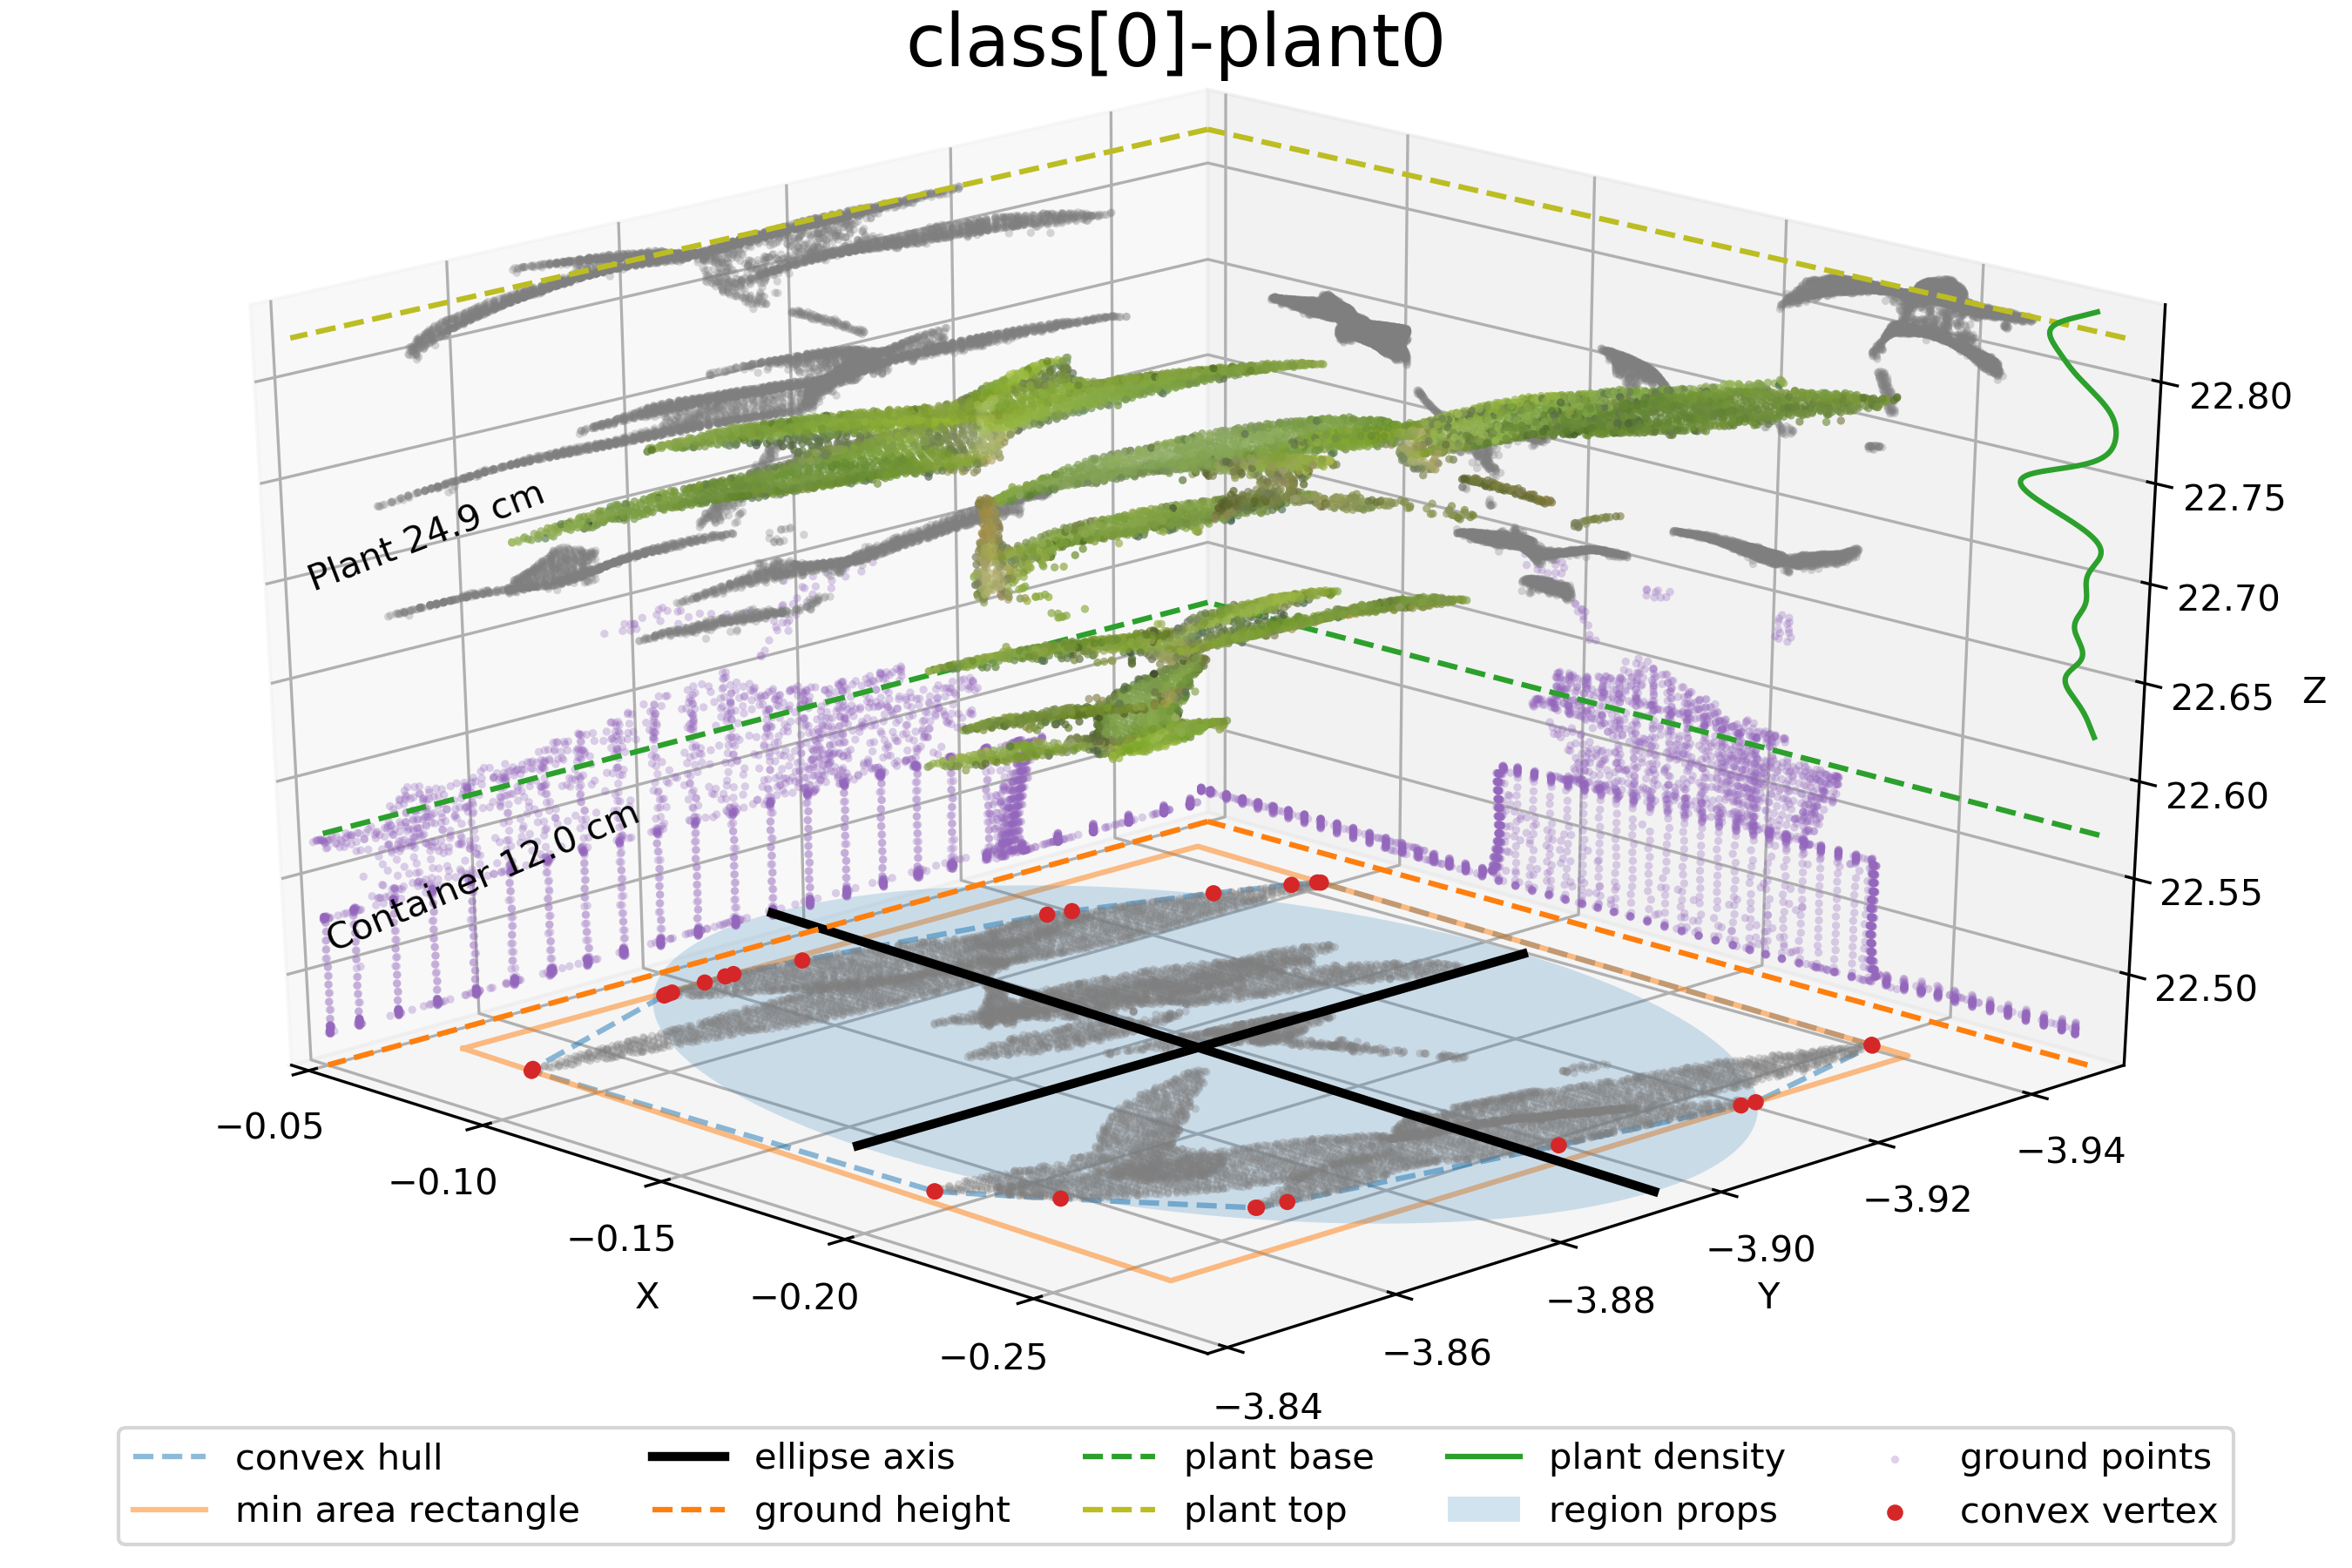 class[0]-plant0
Plant 24.9 cm
Container 12.0 cm
22.80
22.75
22.70
22.65
22.60
22.55
22.50
Z
−0.05
−0.10
−0.15
−0.20
−0.25
X
−3.94
−3.92
−3.90
−3.88
−3.86
−3.84
Y
convex hull
min area rectangle
ellipse axis
ground height
plant base
plant top
plant density
region props
ground points
convex vertex